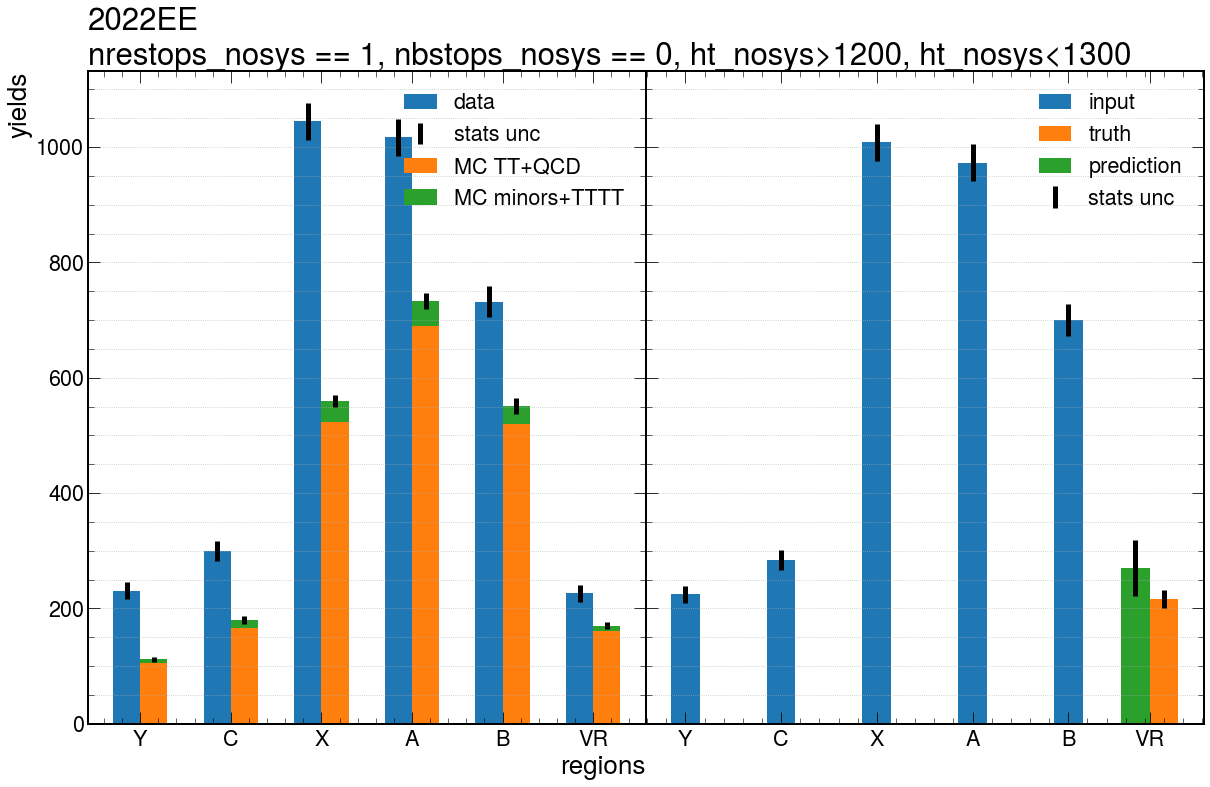 2022EE
nrestops_nosys == 1, nbstops_nosys == 0, ht_nosys>1200, ht_nosys<1300
yields
1000
800
600
400
200
0
data
stats unc
MC TT+QCD
MC minors+TTTT
input
truth
prediction
stats unc
Y C X A B VR
Y C X A B VR
regions